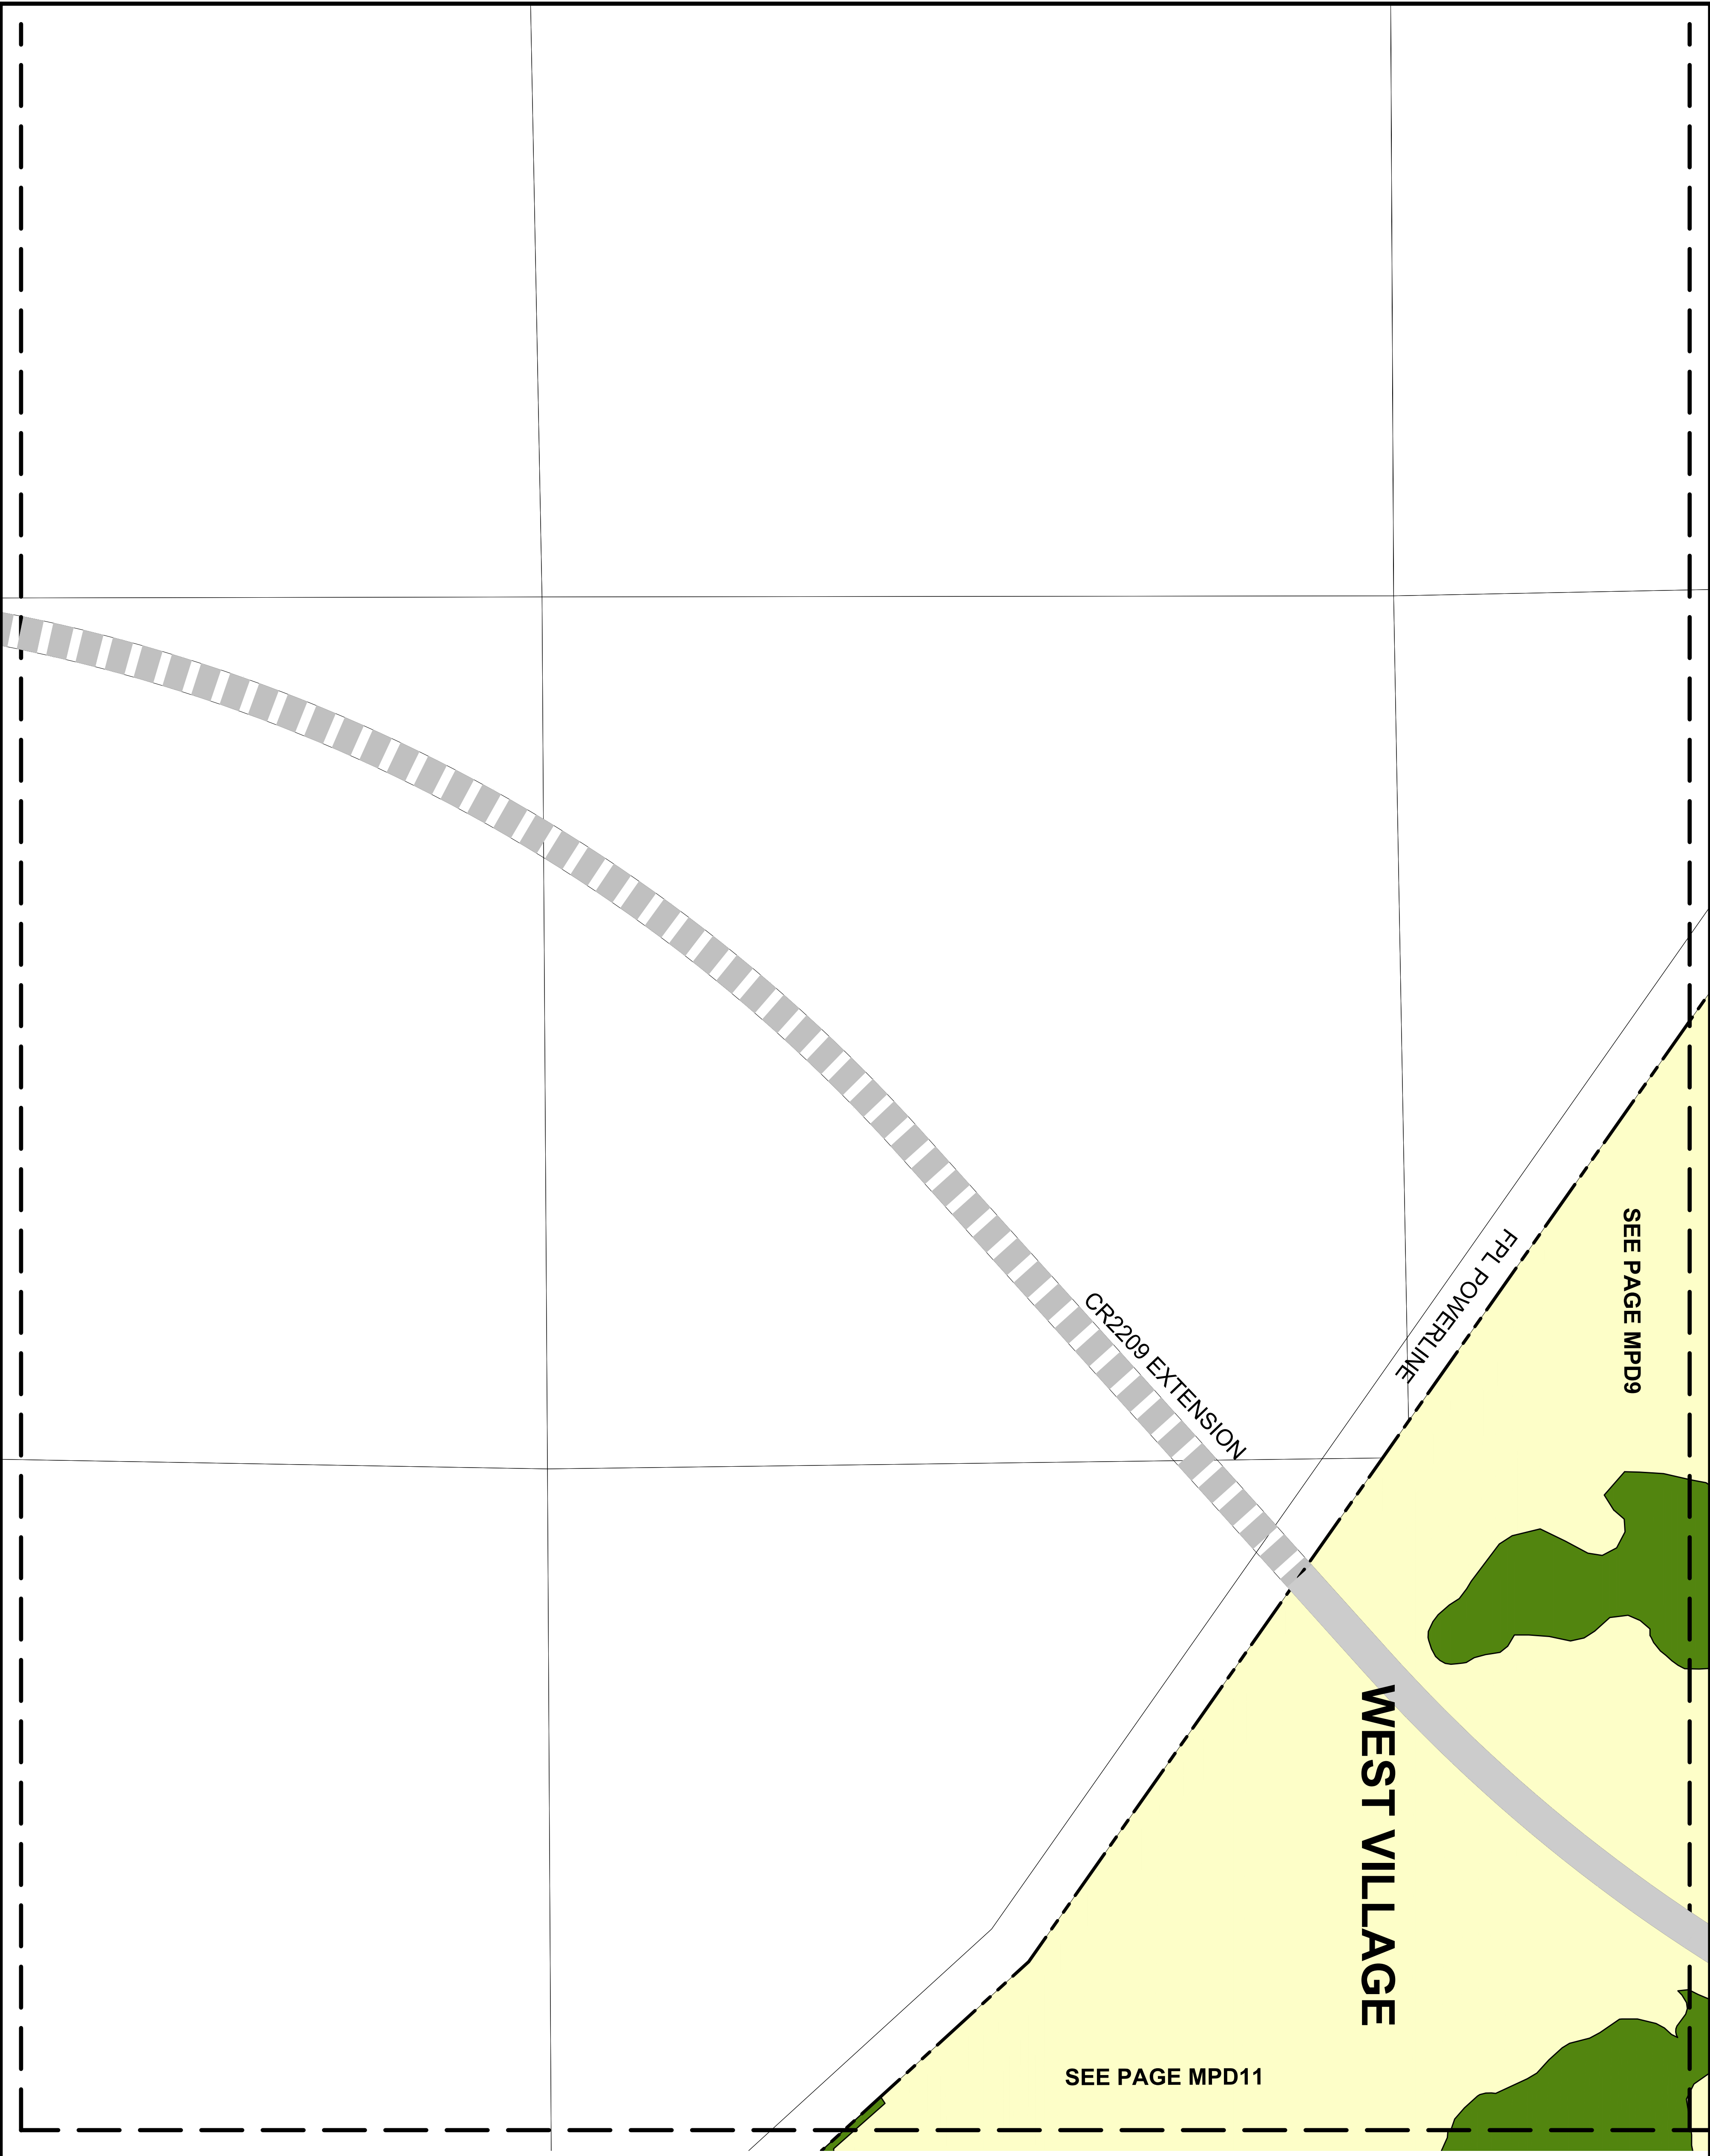 SEE PAGE MPD9
FPL POWERLINE
CR2209 EXTENSION
WEST VILLAGE
SEE PAGE MPD11